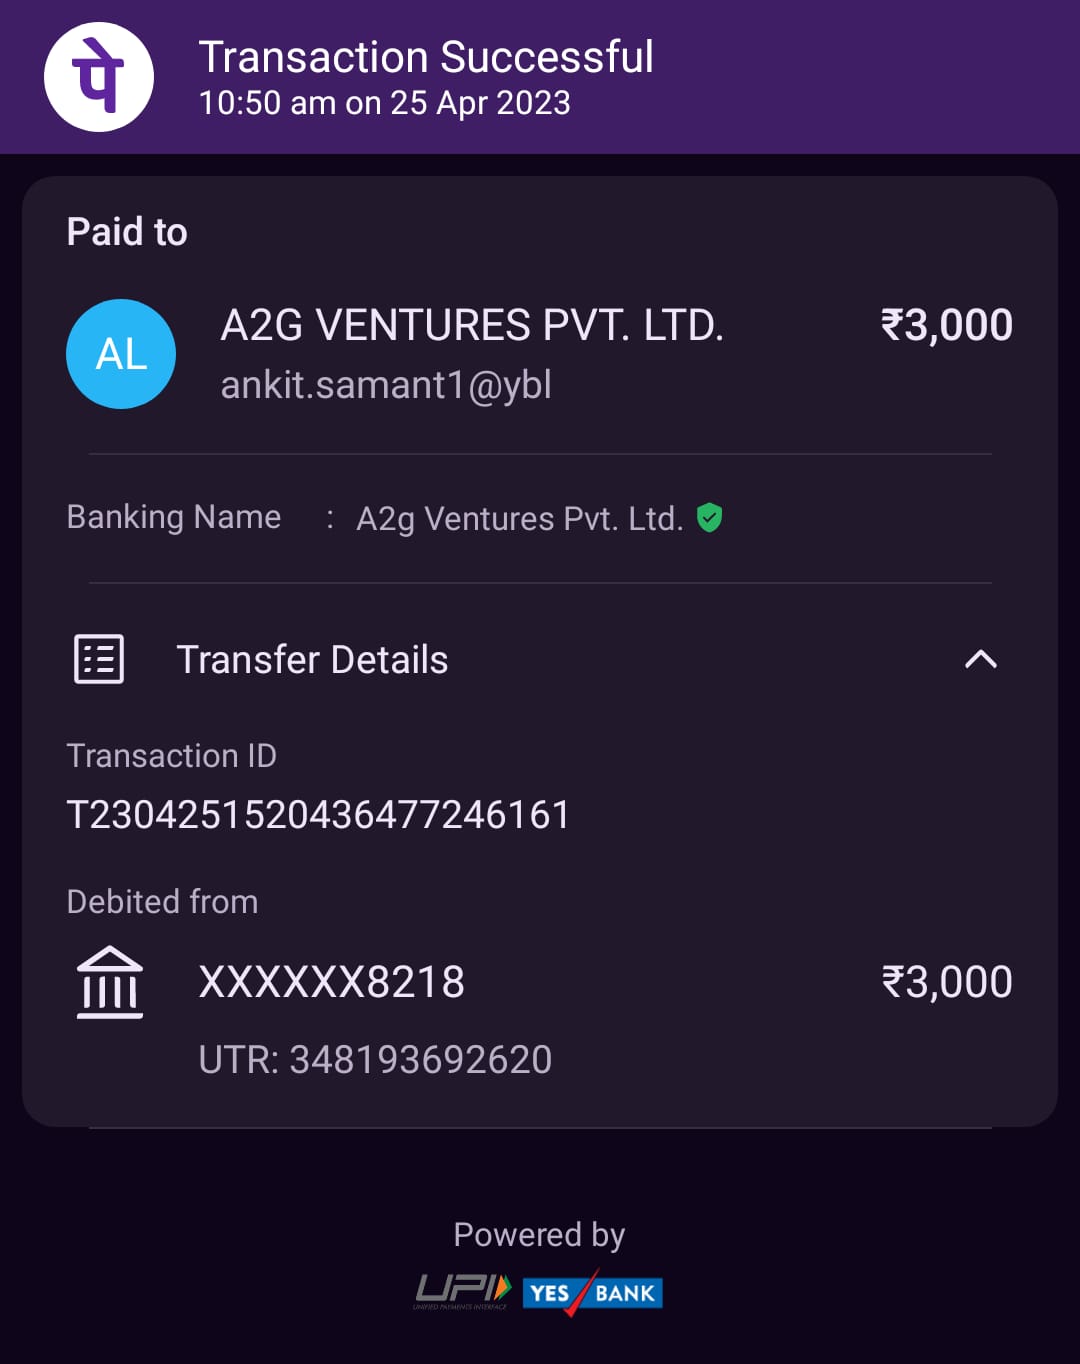 पे
Transaction Successful
10:50 am on 25 Apr 2023
Paid to
AL
A2G VENTURES PVT. LTD.
₹3,000
ankit.samant1@ybl
Banking Name : A2g Ventures Pvt. Ltd.
Transfer Details
Transaction ID
T2304251520436477246161
Debited from
XXXXXX8218
₹3,000
UTR: 348193692620
Powered by
UPI
UNIFIED PAYMENTS INTERFACE
YES BANK